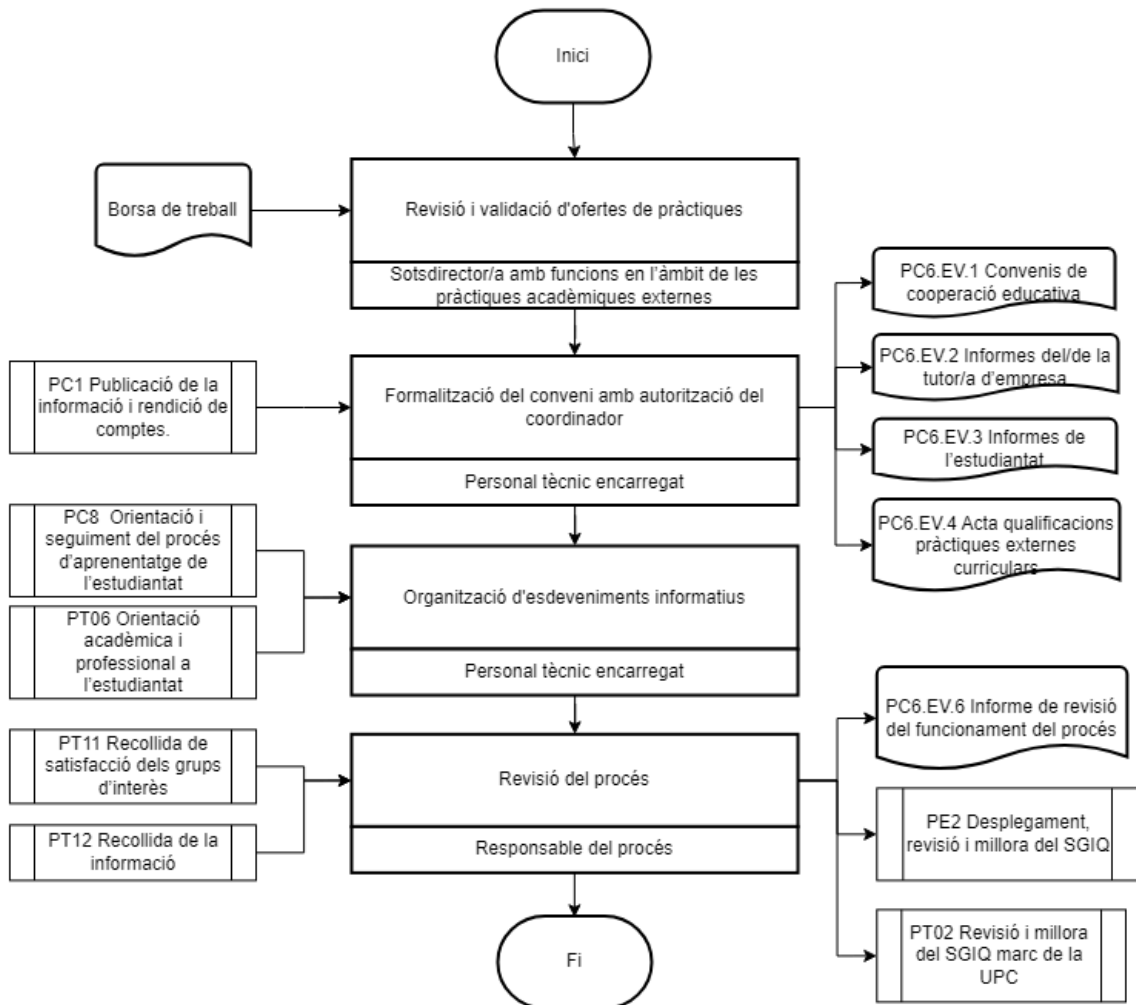 Inici
Borsa de treball
Revisió i validació d'ofertes de pràctiques
Sotsdirector/a amb funcions en l'àmbit de les
pràctiques acadèmiques externes
PC6.EV.1 Convenis de
cooperació educativa
PC1 Publicació de la
informació i rendició de
comptes.
Formalització del conveni amb autorització del
coordinador
Personal tècnic encarregat
PC6.EV.2 Informes del/de la
tutor/a d'empresa
PC6.EV.3 Informes de
l'estudiantat
PC6.EV.4 Acta qualificacions
pràctiques externes
curriculars
PC8 Orientació i
seguiment del procés
d'aprenentatge de
l'estudiantat
PT06 Orientació
acadèmica i
professional a
l'estudiantat
Organització d'esdeveniments informatius
Personal tècnic encarregat
PT11 Recollida de
satisfacció dels grups
d'interès
PT12 Recollida de la
informació
Revisió del procés
Responsable del procés
PC6.EV.6 Informe de revisió
del funcionament del procés
PE2 Desplegament,
revisió i millora del SGIQ
PT02 Revisió i millora
del SGIQ marc de la
UPC
Fi